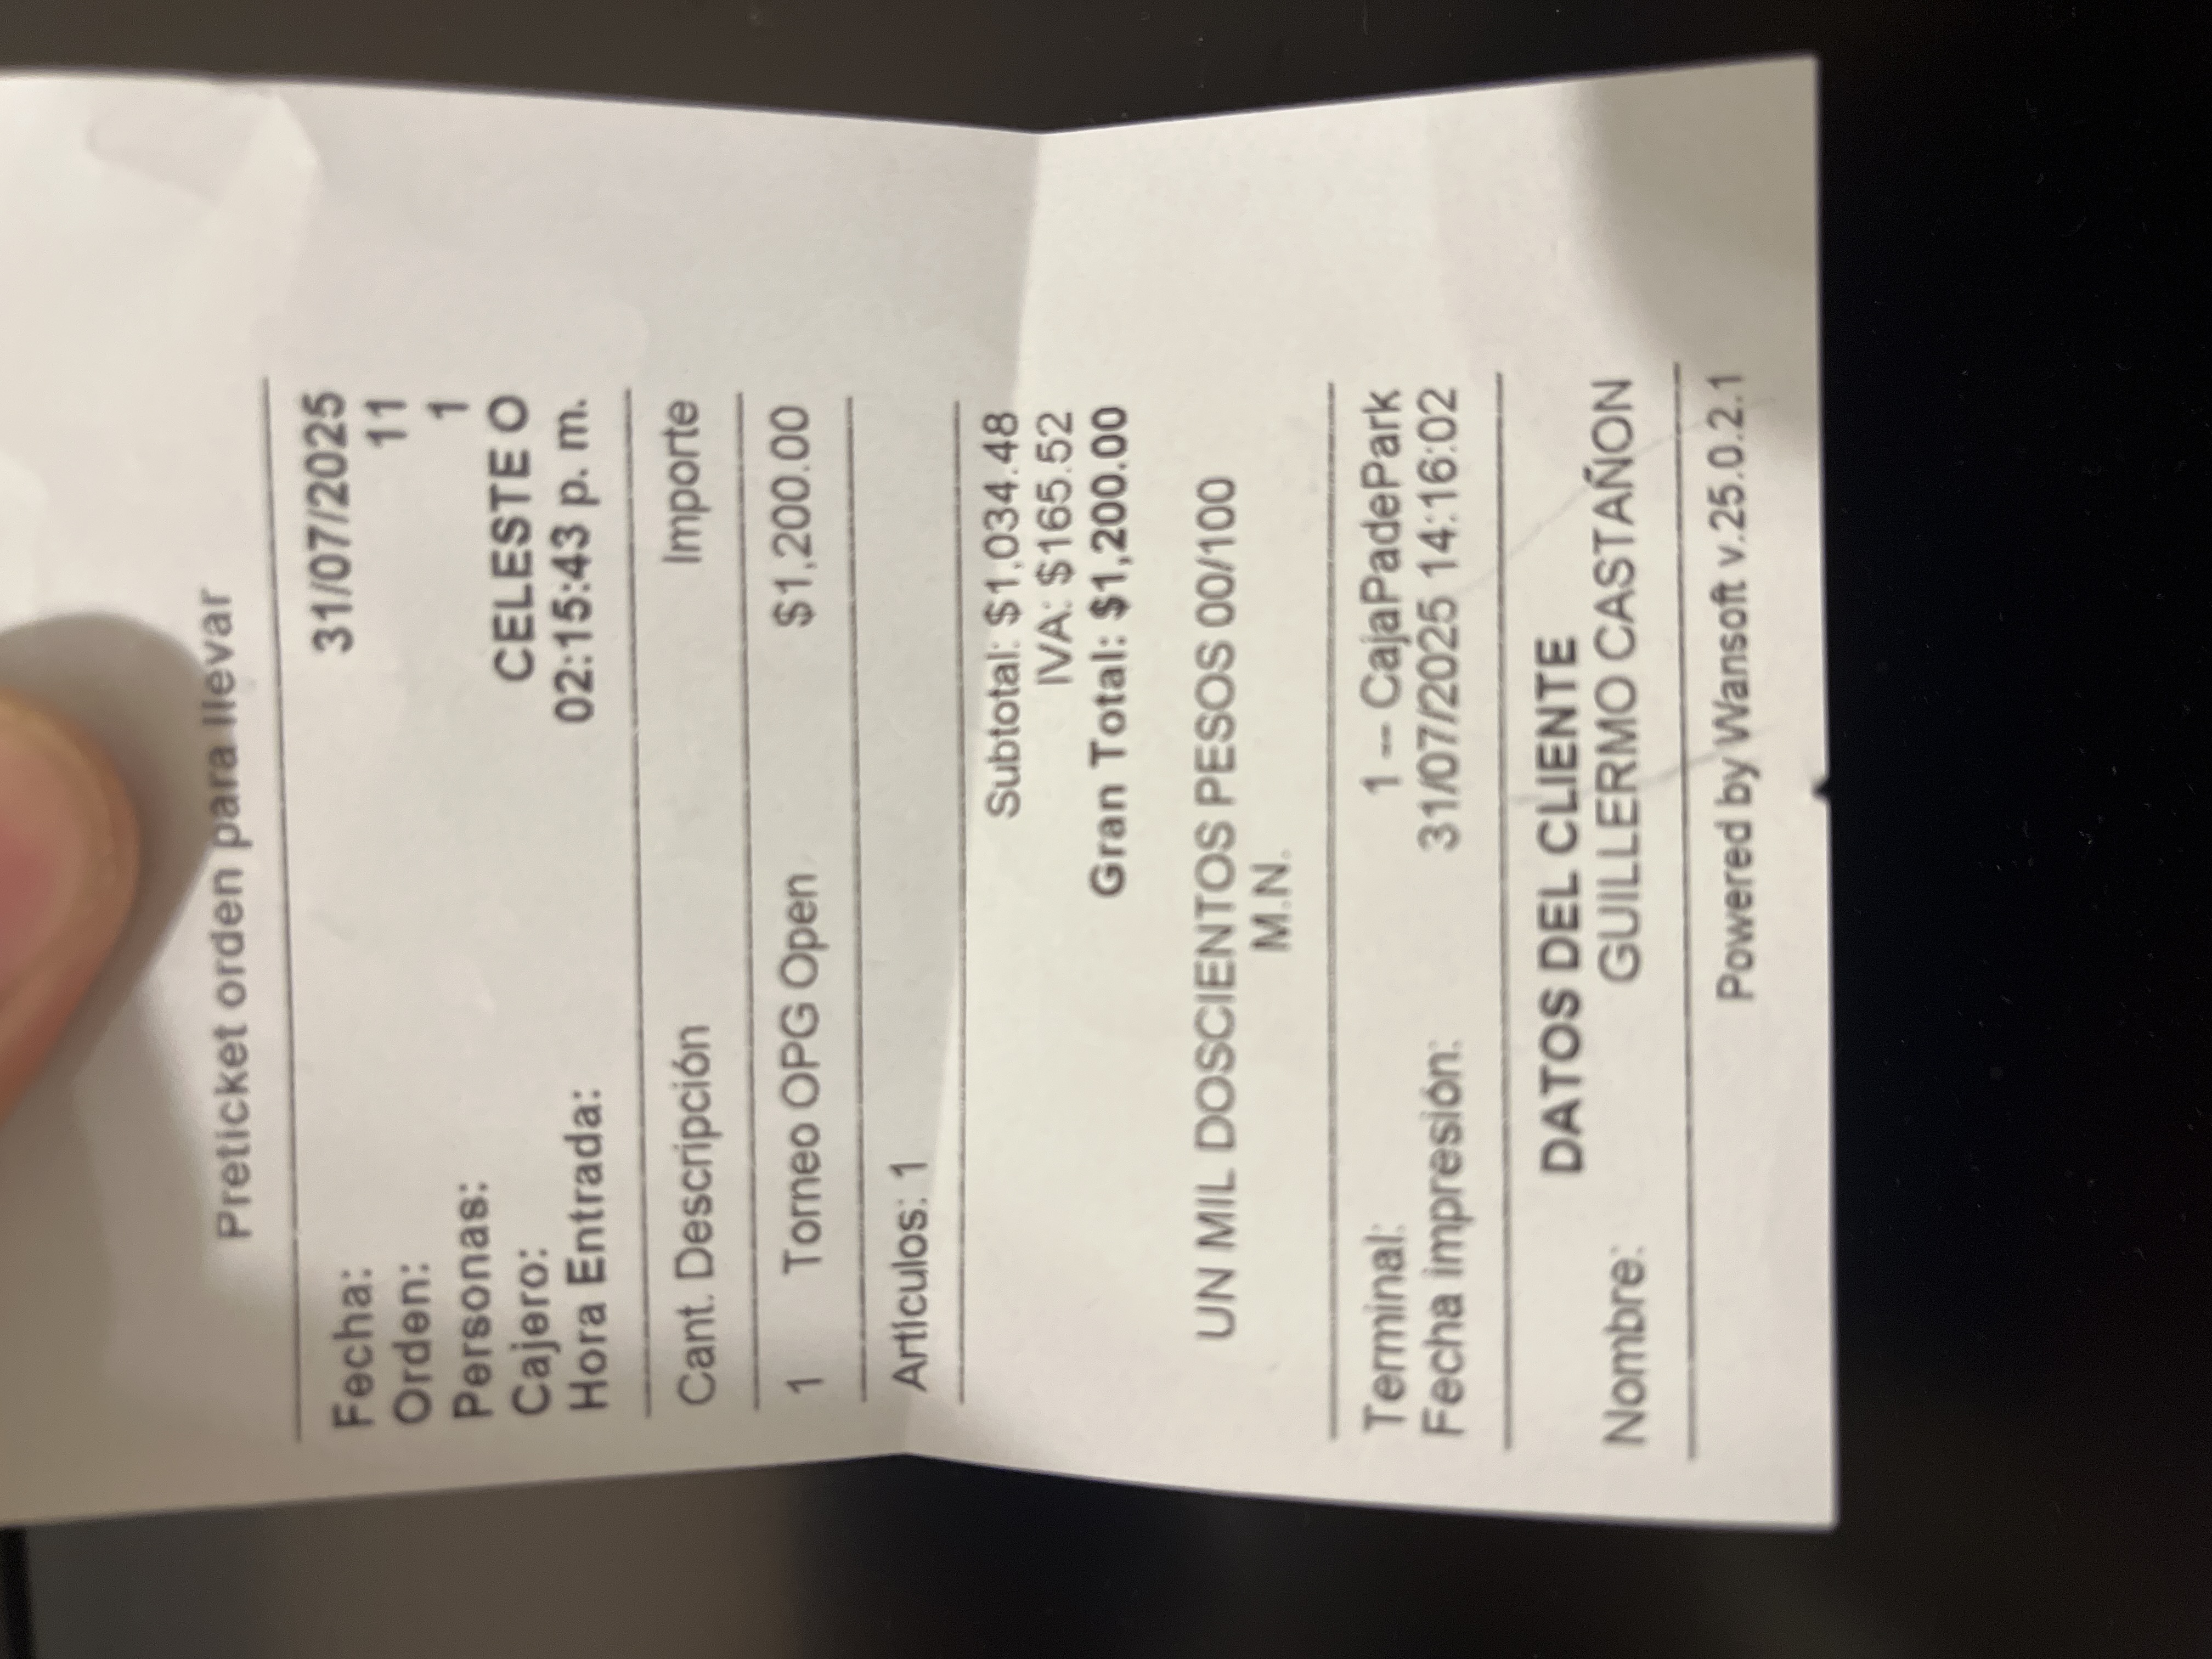 Preticket orden para llevar
Fecha: 31/07/2025
Orden: 11
Personas: 1
Cajero: CELESTE O
Hora Entrada: 02:15:43 p. m.
Cant. Descripción Importe
1 Torneo OPG Open $1,200.00
Artículos: 1
Subtotal: $1,034.48
IVA: $165.52
Gran Total: $1,200.00
UN MIL DOSCIENTOS PESOS 00/100
M.N.
Terminal: 1 -- CajaPadePark
Fecha impresión: 31/07/2025 14:16:02
DATOS DEL CLIENTE
Nombre: GUILLERMO CASTAÑON
Powered by Wansoft v.25.0.2.1